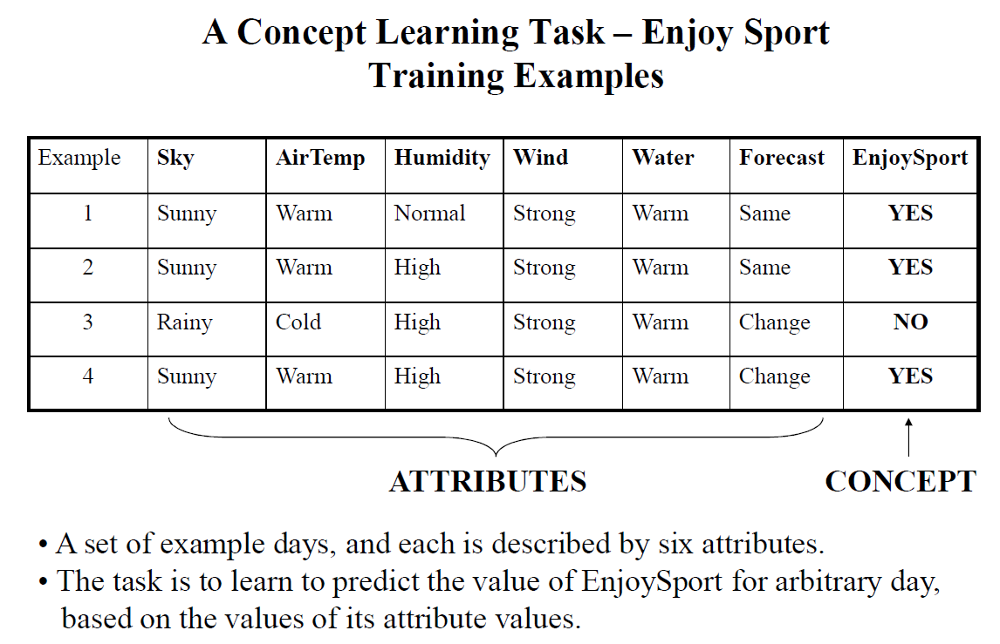 A Concept Learning Task – Enjoy Sport
Training Examples
Example Sky AirTemp Humidity Wind Water Forecast EnjoySport
1 Sunny Warm Normal Strong Warm Same YES
2 Sunny Warm High Strong Warm Same YES
3 Rainy Cold High Strong Warm Change NO
4 Sunny Warm High Strong Warm Change YES
ATTRIBUTES CONCEPT
• A set of example days, and each is described by six attributes.
• The task is to learn to predict the value of EnjoySport for arbitrary day,
based on the values of its attribute values.